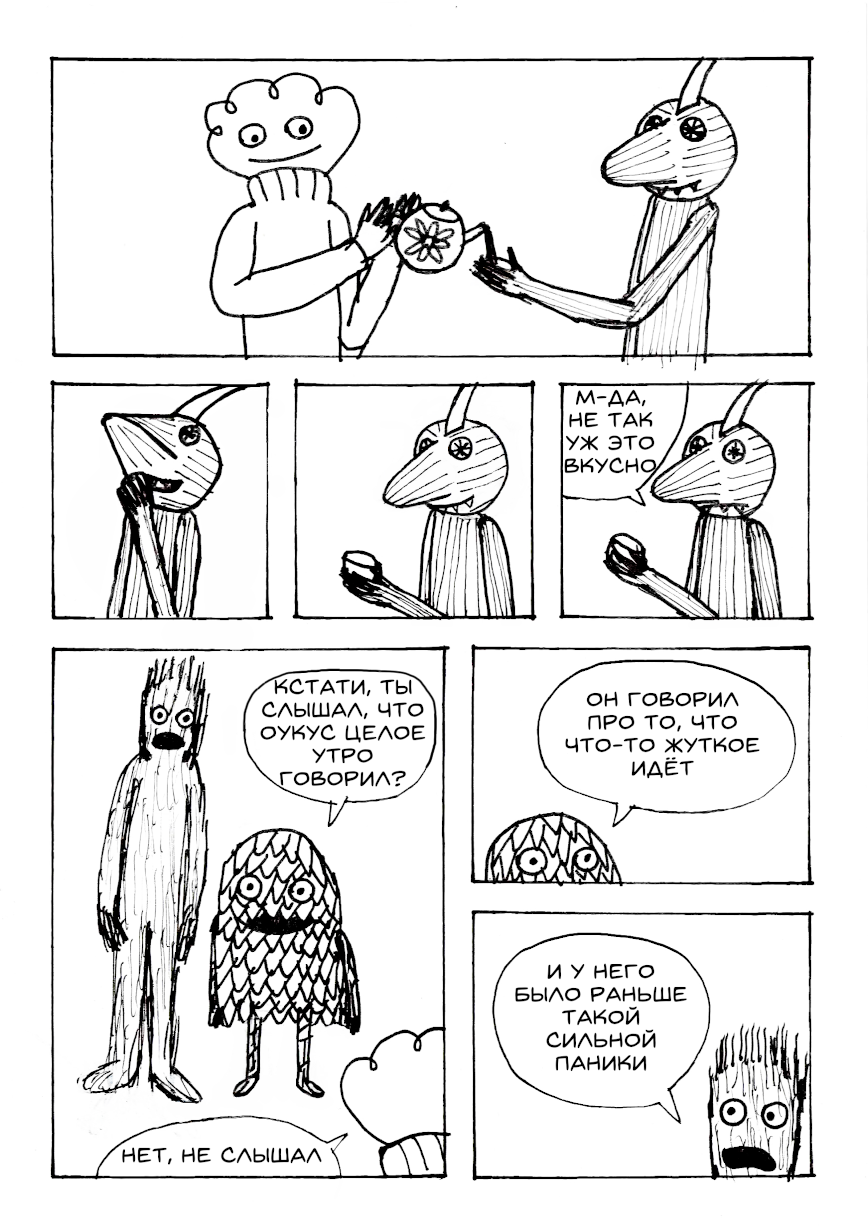 М-ДА,
НЕ ТАК
УЖ ЭТО
ВКУСНО
КСТАТИ, ТЫ
СЛЫШАЛ, ЧТО
ОУКУС ЦЕЛОЕ
УТРО
ГОВОРИЛ?
НЕТ, НЕ СЛЫШАЛ
ОН ГОВОРИЛ
ПРО ТО, ЧТО
ЧТО-ТО ЖУТКОЕ
ИДЁТ
И У НЕГО
БЫЛО РАНЬШЕ
ТАКОЙ
СИЛЬНОЙ
ПАНИКИ